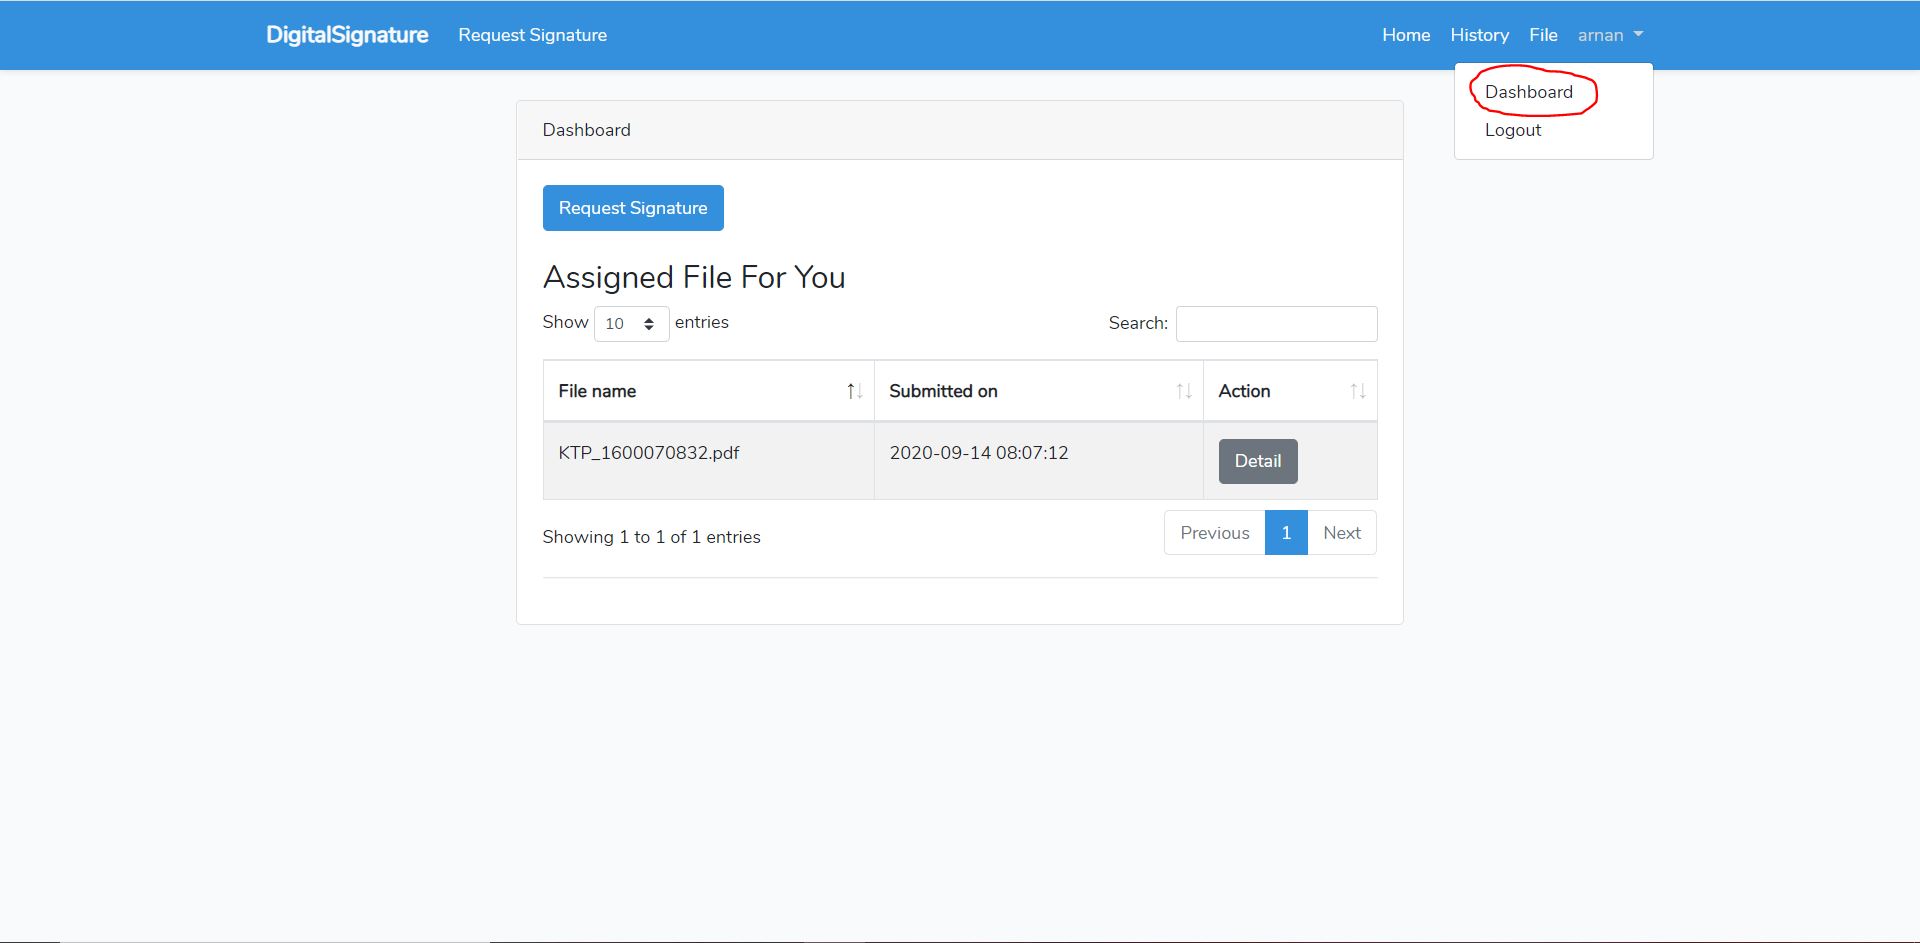 DigitalSignature Request Signature Home History File arnan
Dashboard
Logout
Dashboard
Request Signature
Assigned File For You
Show 10 entries Search:
File name Submitted on Action
KTP_1600070832.pdf 2020-09-14 08:07:12 Detail
Showing 1 to 1 of 1 entries Previous 1 Next